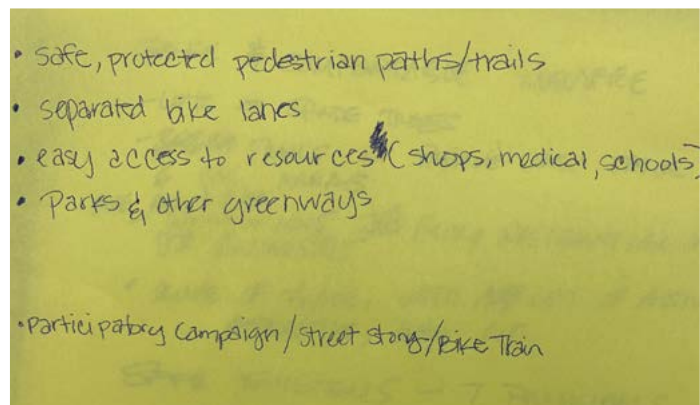 • safe, protected pedestrian paths/trails
• separated bike lanes
• easy access to resources (shops, medical, schools)
• Parks & other greenways
• participatory Campaign/Street Story/Bike Train